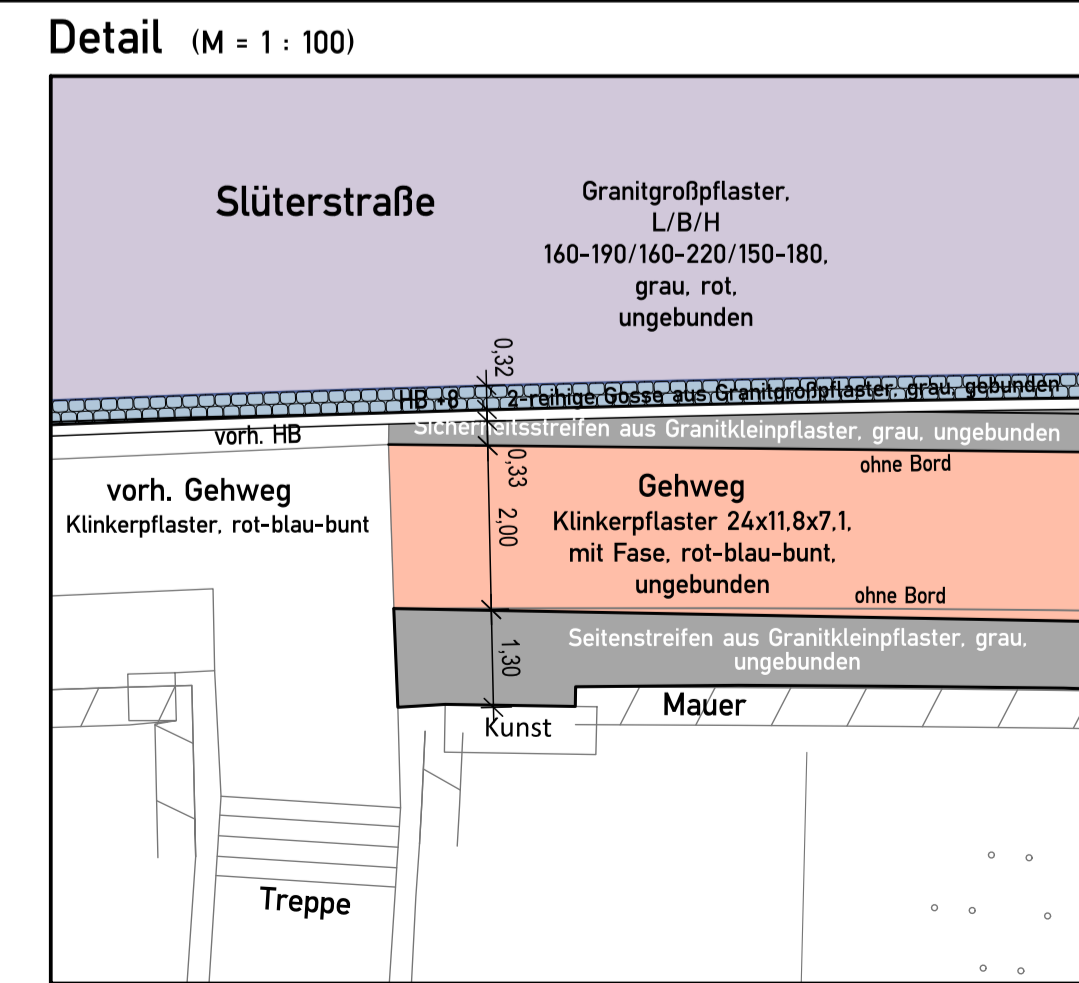 Detail (M = 1 : 100)
Slüterstraße
Granitgroßpflaster,
L/B/H
160-190/160-220/150-180,
grau, rot,
ungebunden
0,32
HB +8
2-reihige Gosse aus Granitgroßpflaster, grau, gebunden
vorh. HB
Sicherheitsstreifen aus Granitkleinpflaster, grau, ungebunden
0,33
ohne Bord
vorh. Gehweg
Klinkerpflaster, rot-blau-bunt
2,00
Gehweg
Klinkerpflaster 24x11,8x7,1,
mit Fase, rot-blau-bunt,
ungebunden
ohne Bord
1,30
Seitenstreifen aus Granitkleinpflaster, grau,
ungebunden
Mauer
Kunst
Treppe